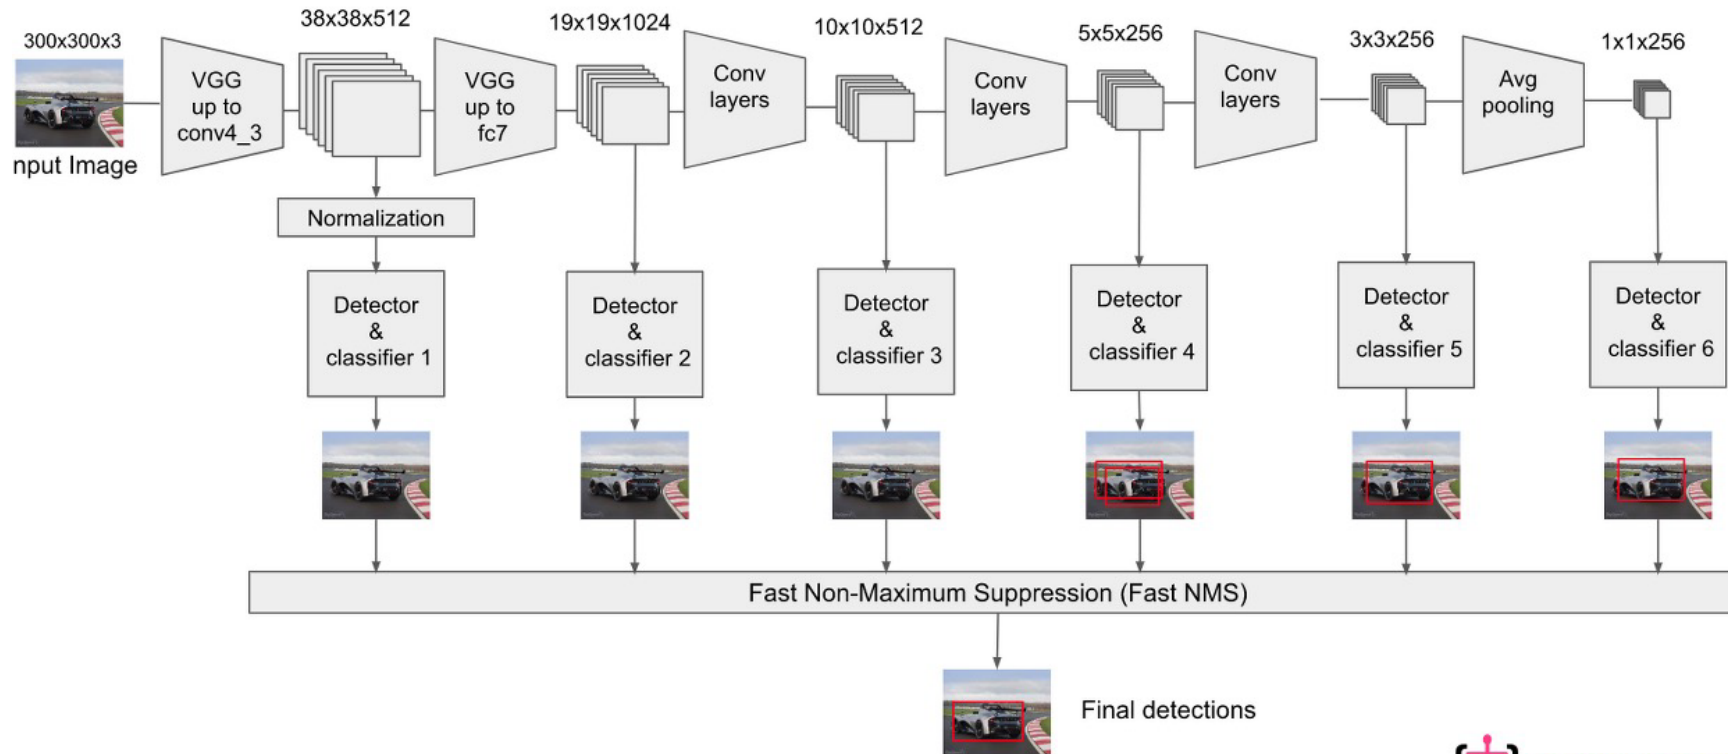 300x300x3
38x38x512
19x19x1024
10x10x512
5x5x256
3x3x256
1x1x256
VGG
up to
conv4_3
VGG
up to
fc7
Conv
layers
Conv
layers
Conv
layers
Avg
pooling
nput Image
Normalization
Detector
&
classifier 1
Detector
&
classifier 2
Detector
&
classifier 3
Detector
&
classifier 4
Detector
&
classifier 5
Detector
&
classifier 6
Fast Non-Maximum Suppression (Fast NMS)
Final detections